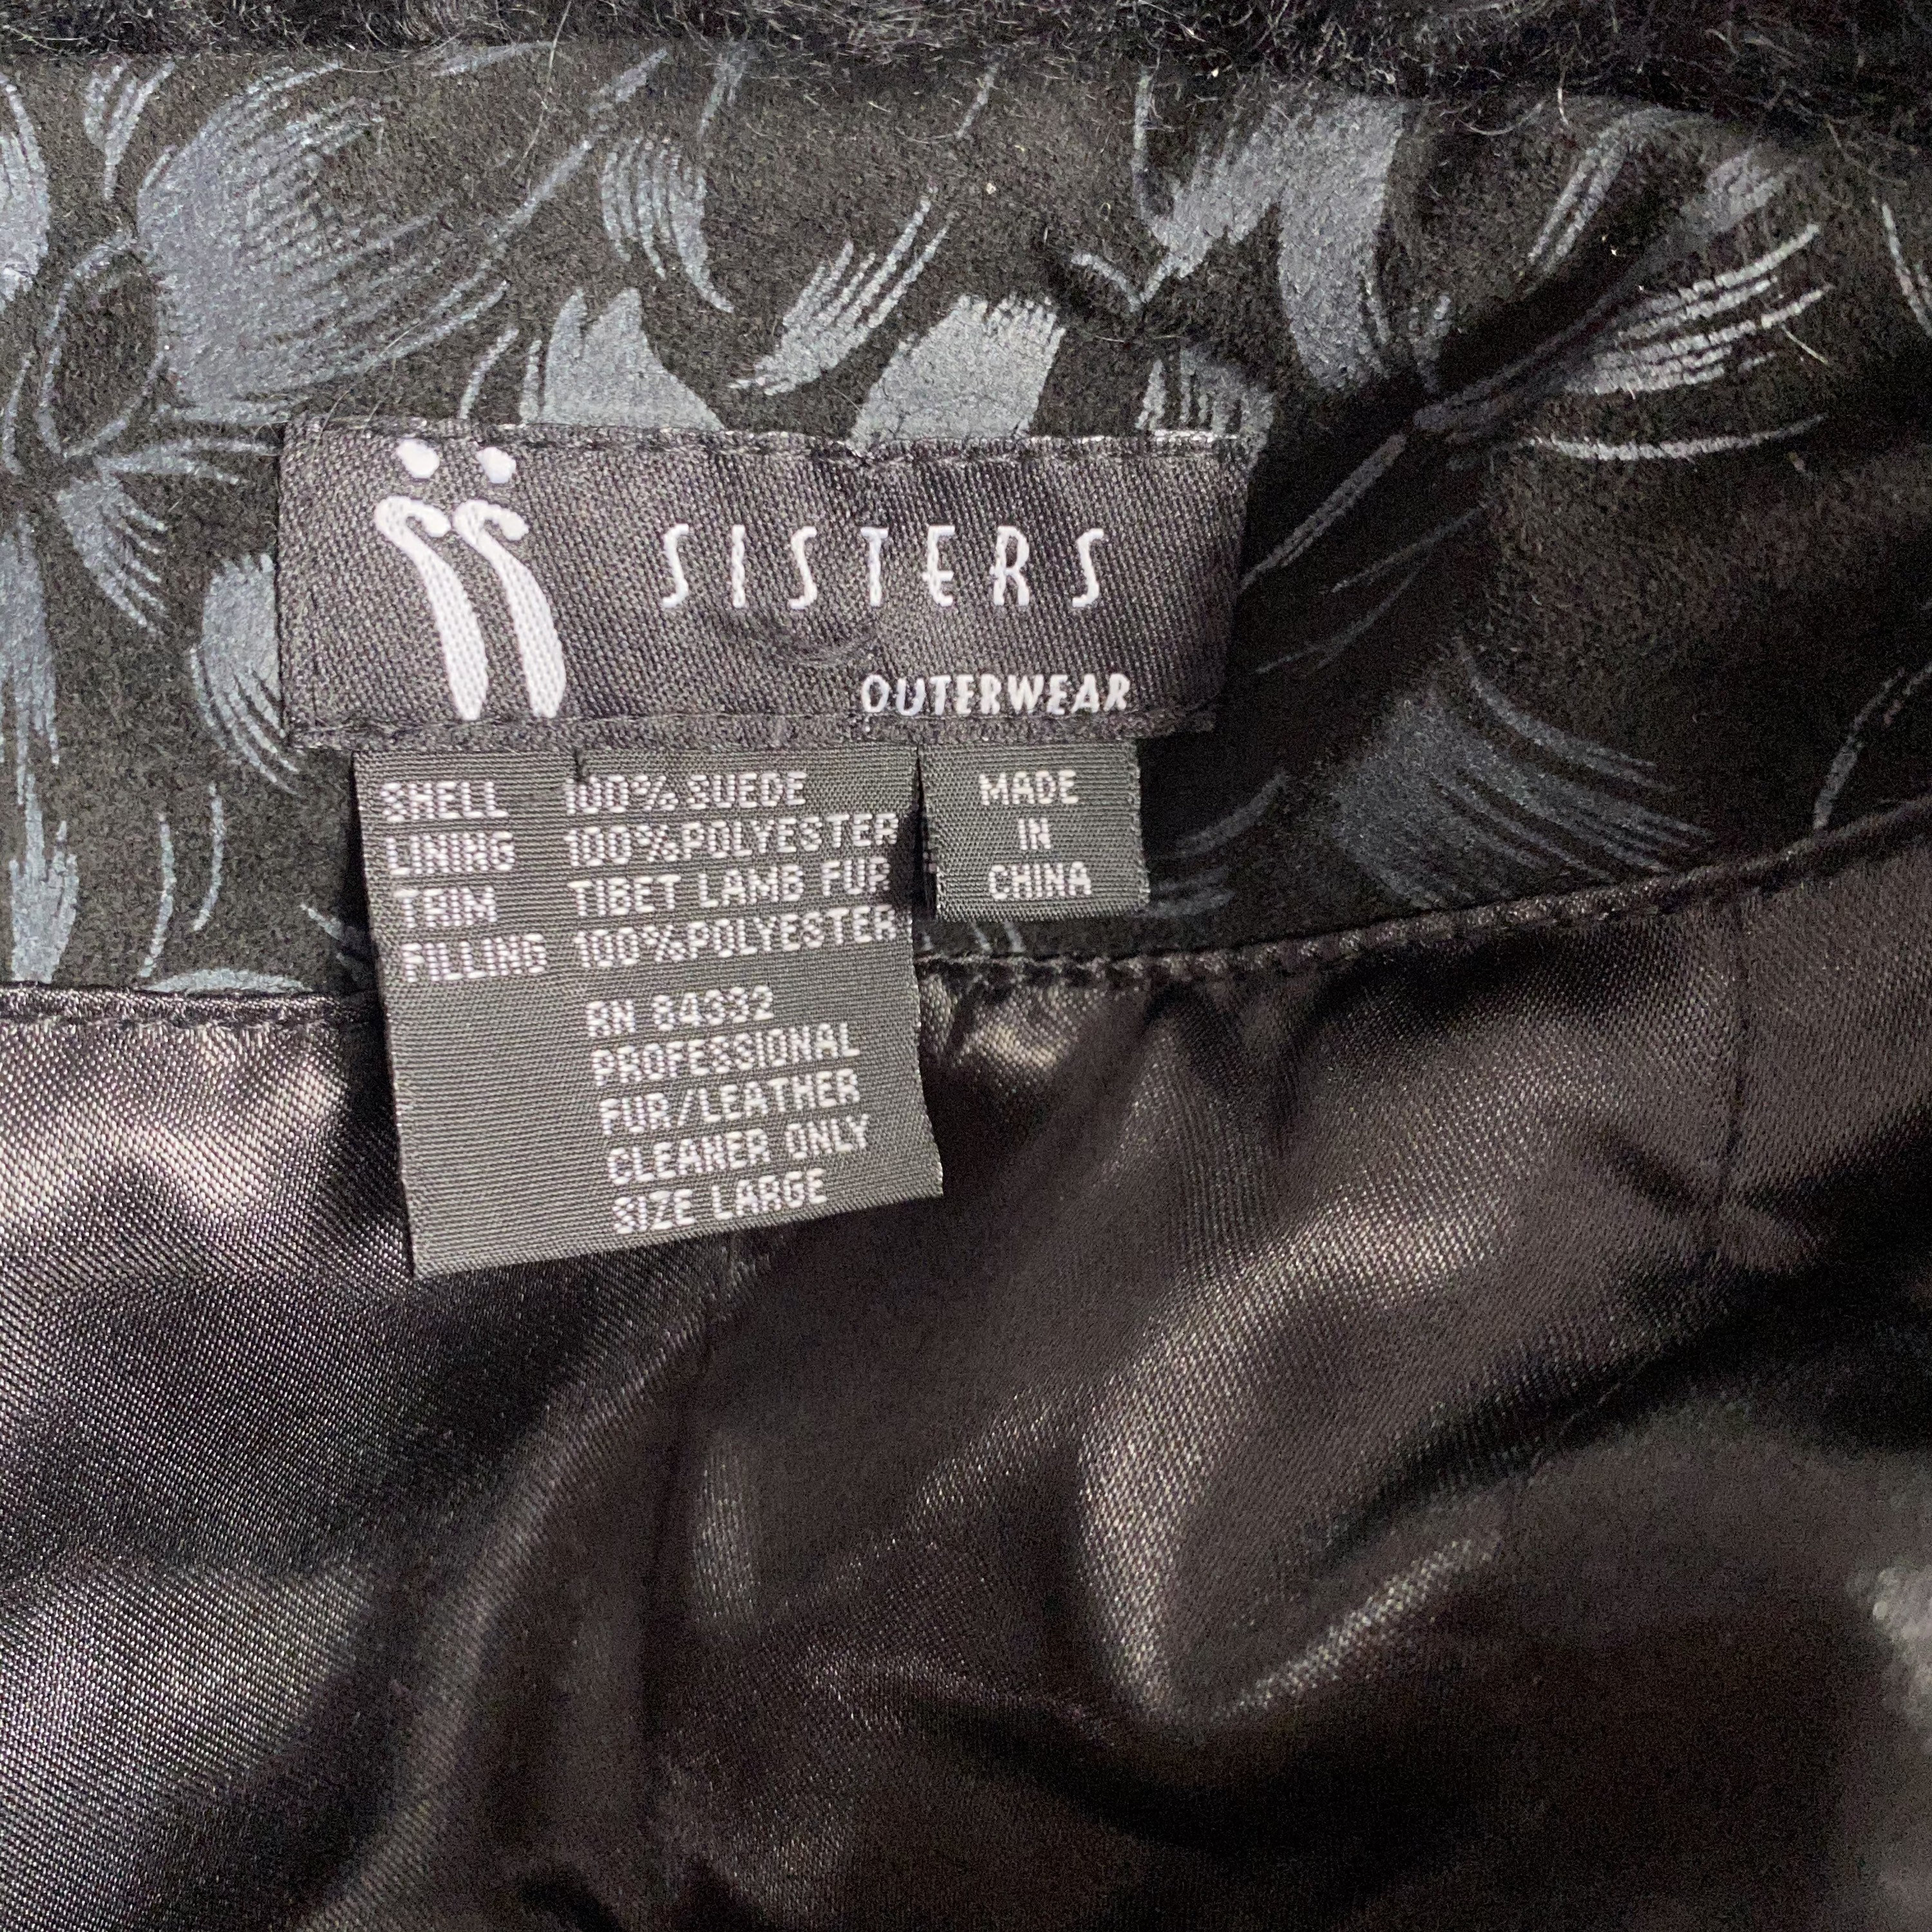 SISTERS
OUTERWEAR
SHELL 100% SUEDE
LINING 100% POLYESTER
TRIM TIBET LAMB FUR
FILLING 100% POLYESTER
RN 84392
PROFESSIONAL
FUR/LEATHER
CLEANER ONLY
SIZE LARGE
MADE
IN
CHINA